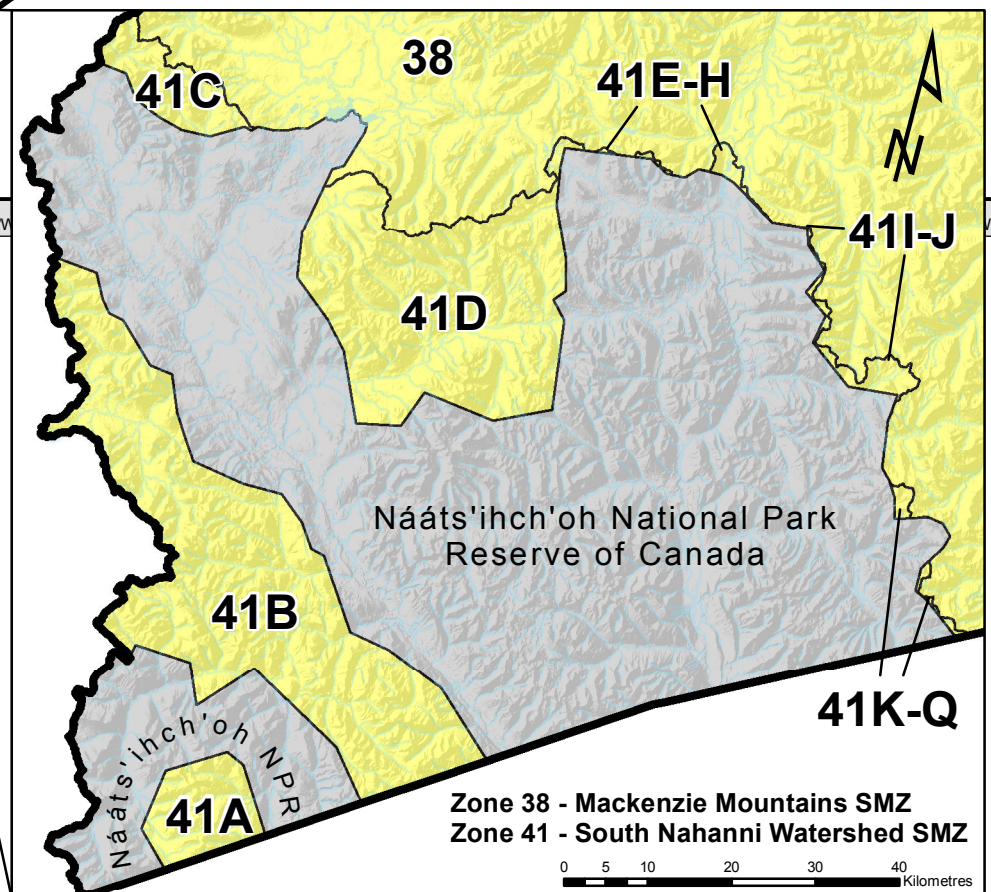 38
41C
41E-H
N
W
41I-J
41D
Nááts'ihch'oh National Park
Reserve of Canada
41B
41K-Q
Nááts'ihch'oh NPR
41A
Zone 38 - Mackenzie Mountains SMZ
Zone 41 - South Nahanni Watershed SMZ
0 5 10 20 30 40
Kilometres